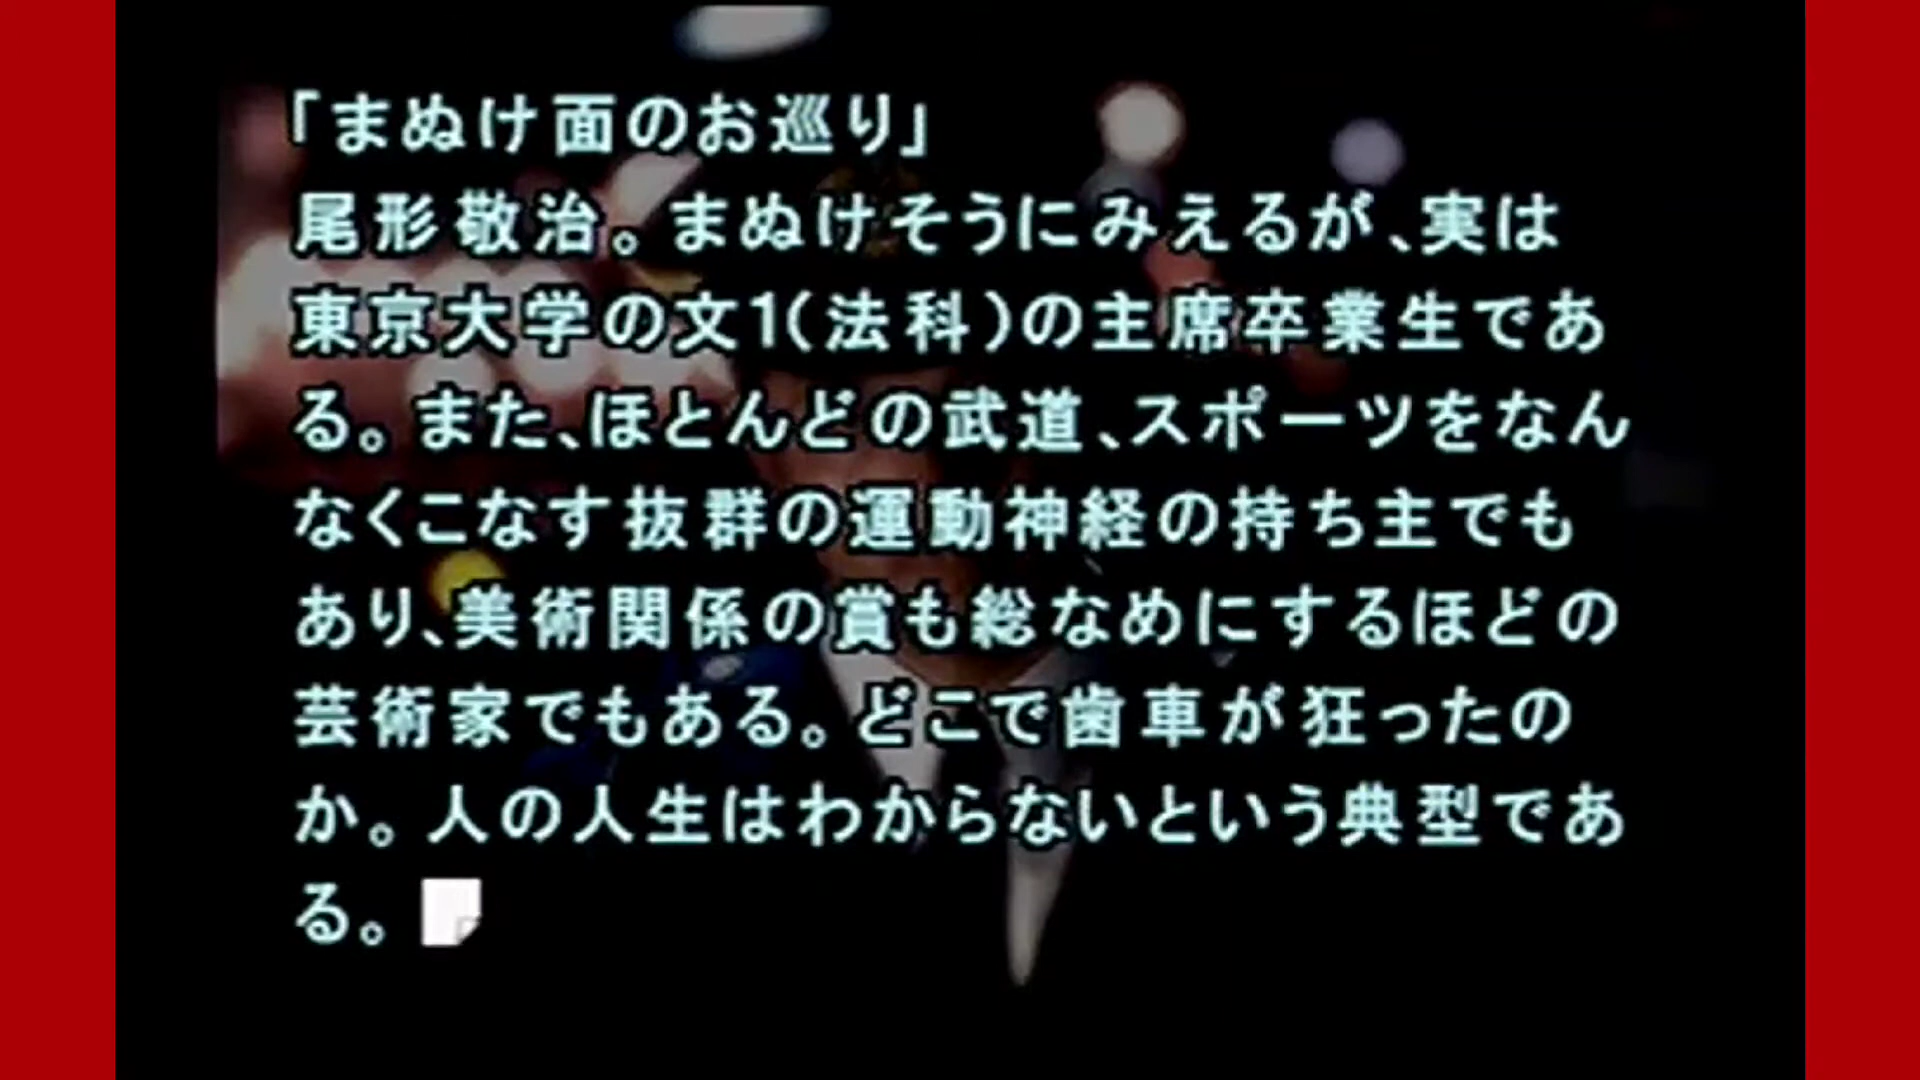 「まぬけ面のお巡り」
尾形敬治。まぬけそうにみえるが、実は
東京大学の文1(法科)の主席卒業生であ
る。また、ほとんどの武道、スポーツをなん
なくこなす抜群の運動神経の持ち主でも
あり、美術関係の賞も総なめにするほどの
芸術家でもある。どこで歯車が狂ったの
か。人の人生はわからないという典型であ
る。